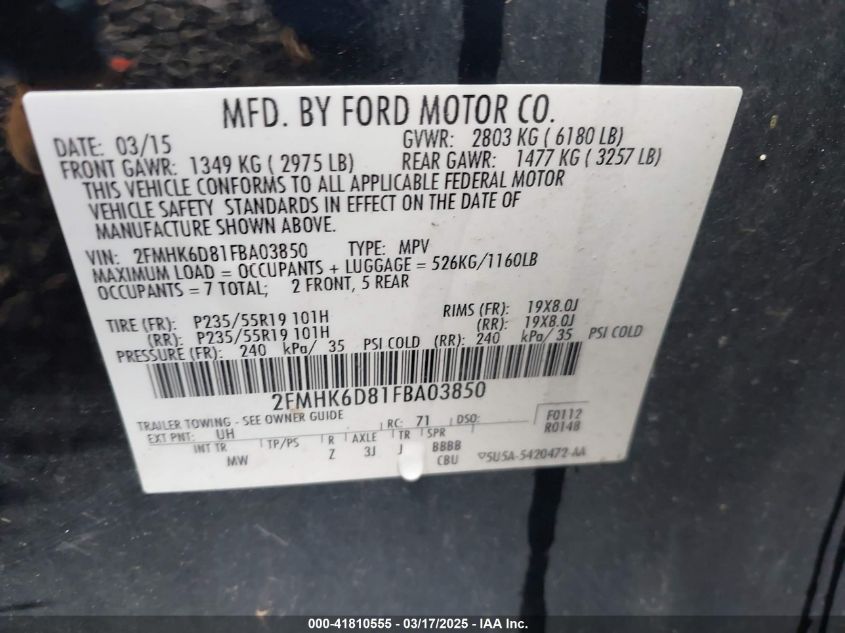 MFD. BY FORD MOTOR CO.
DATE: 03/15 GVWR: 2803 KG ( 6180 LB)
FRONT GAWR: 1349 KG ( 2975 LB) REAR GAWR: 1477 KG ( 3257 LB)
THIS VEHICLE CONFORMS TO ALL APPLICABLE FEDERAL MOTOR
VEHICLE SAFETY STANDARDS IN EFFECT ON THE DATE OF
MANUFACTURE SHOWN ABOVE.
VIN: 2FMHK6D81FBA03850 TYPE: MPV
MAXIMUM LOAD = OCCUPANTS + LUGGAGE = 526KG/1160LB
OCCUPANTS = 7 TOTAL; 2 FRONT, 5 REAR
TIRE (FR): P235/55R19 101H RIMS (FR): 19X8.0J
(RR): P235/55R19 101H (RR): 19X8.0J
PRESSURE (FR): 240 kPa/ 35 PSI COLD (RR): 240 kPa/ 35 PSI COLD
2FMHK6D81FBA03850
TRAILER TOWING - SEE OWNER GUIDE RC: 71 DSO: F0112
R0148
EXT PNT: UH
INT TR TP/PS R AXLE TR SPR
MW Z 3J J BBBB
CBU ▽SU5A-5420472-AA
000-41810555 - 03/17/2025 - IAA Inc.